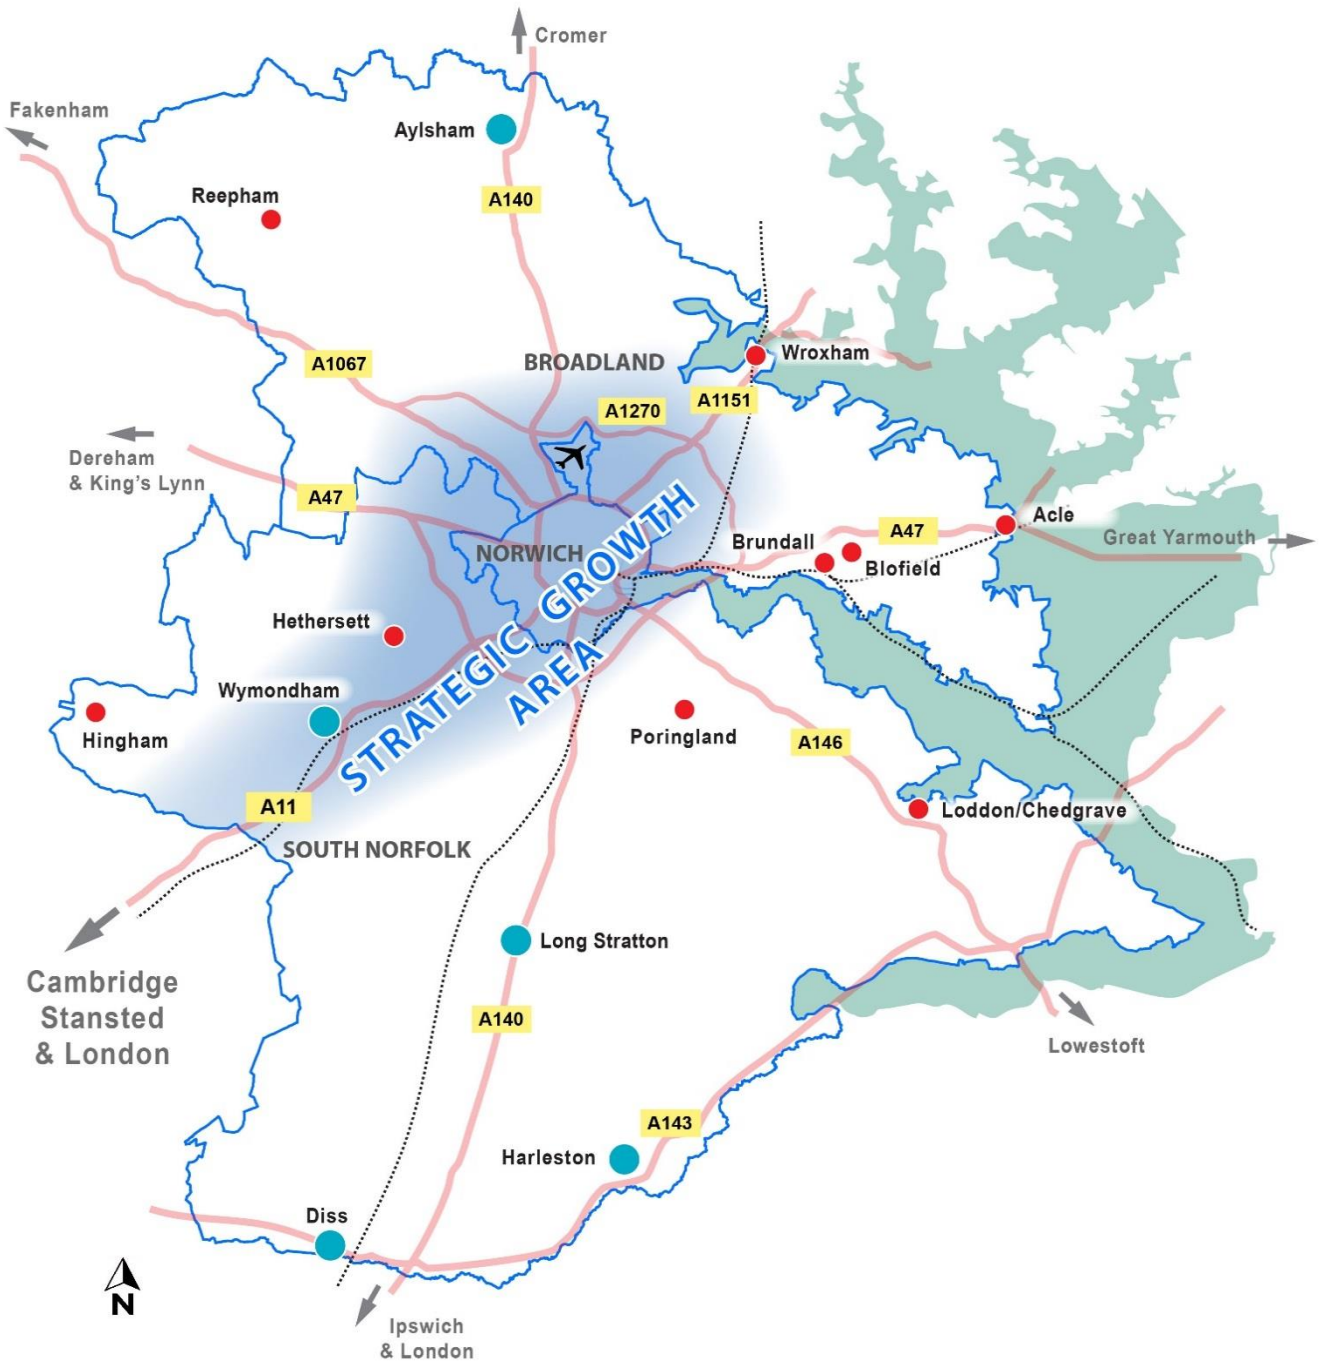 Cromer
Fakenham
Aylsham
Reepham
A140
BROADLAND
Wroxham
A1067
A1151
A1270
Dereham
& King's Lynn
A47
STRATEGIC GROWTH
AREA
NORWICH
Brundall
A47
Acle
Great Yarmouth
Blofield
Hethersett
Wymondham
Hingham
Poringland
A146
A11
Loddon/Chedgrave
SOUTH NORFOLK
Long Stratton
Cambridge
Stansted
& London
A140
Lowestoft
A143
Harleston
Diss
N
Ipswich
& London